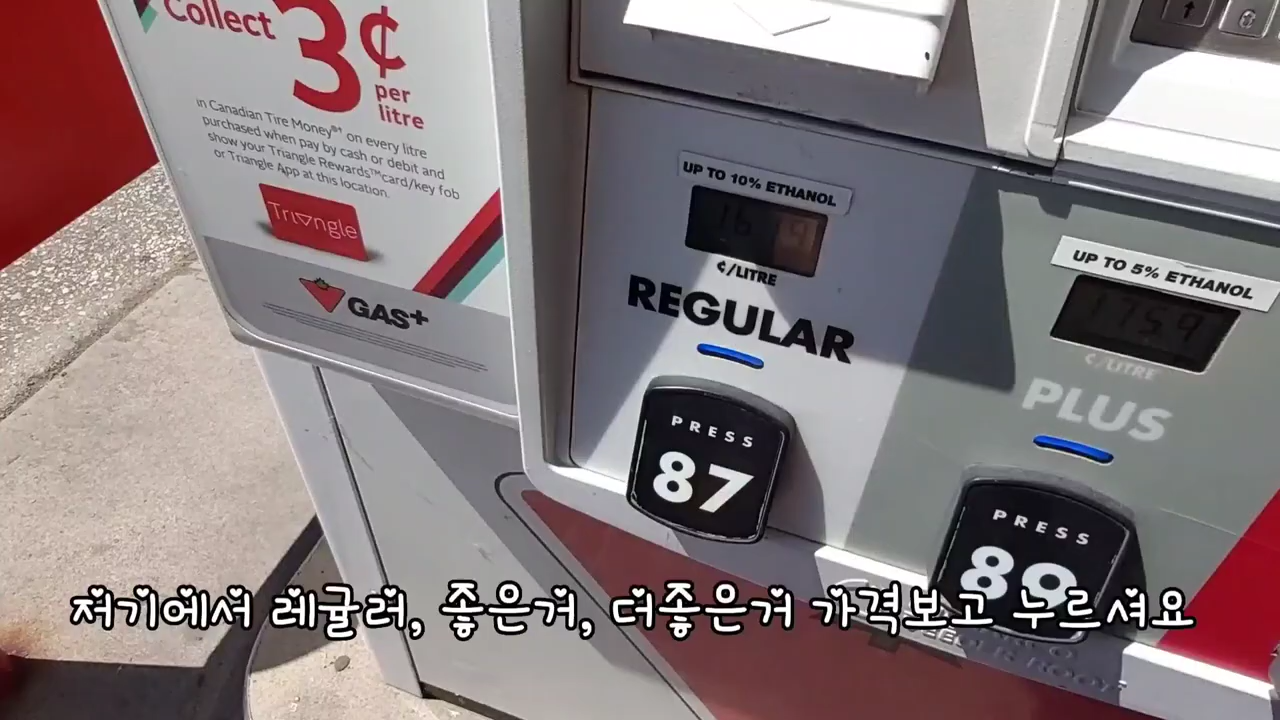 Collect 3¢
per
litre
in Canadian Tire Money on every litre
purchased when pay by cash or debit and
show your Triangle Rewards™ card/key fob
or Triangle App at this location.
Triangle
GAS+
UP TO 10% ETHANOL
¢/LITRE
REGULAR
PRESS
87
UP TO 5% ETHANOL
175.9
¢/LITRE
PLUS
PRESS
89
저기에서 레귤러, 좋은거, 더좋은거 가격보고 누르셔요